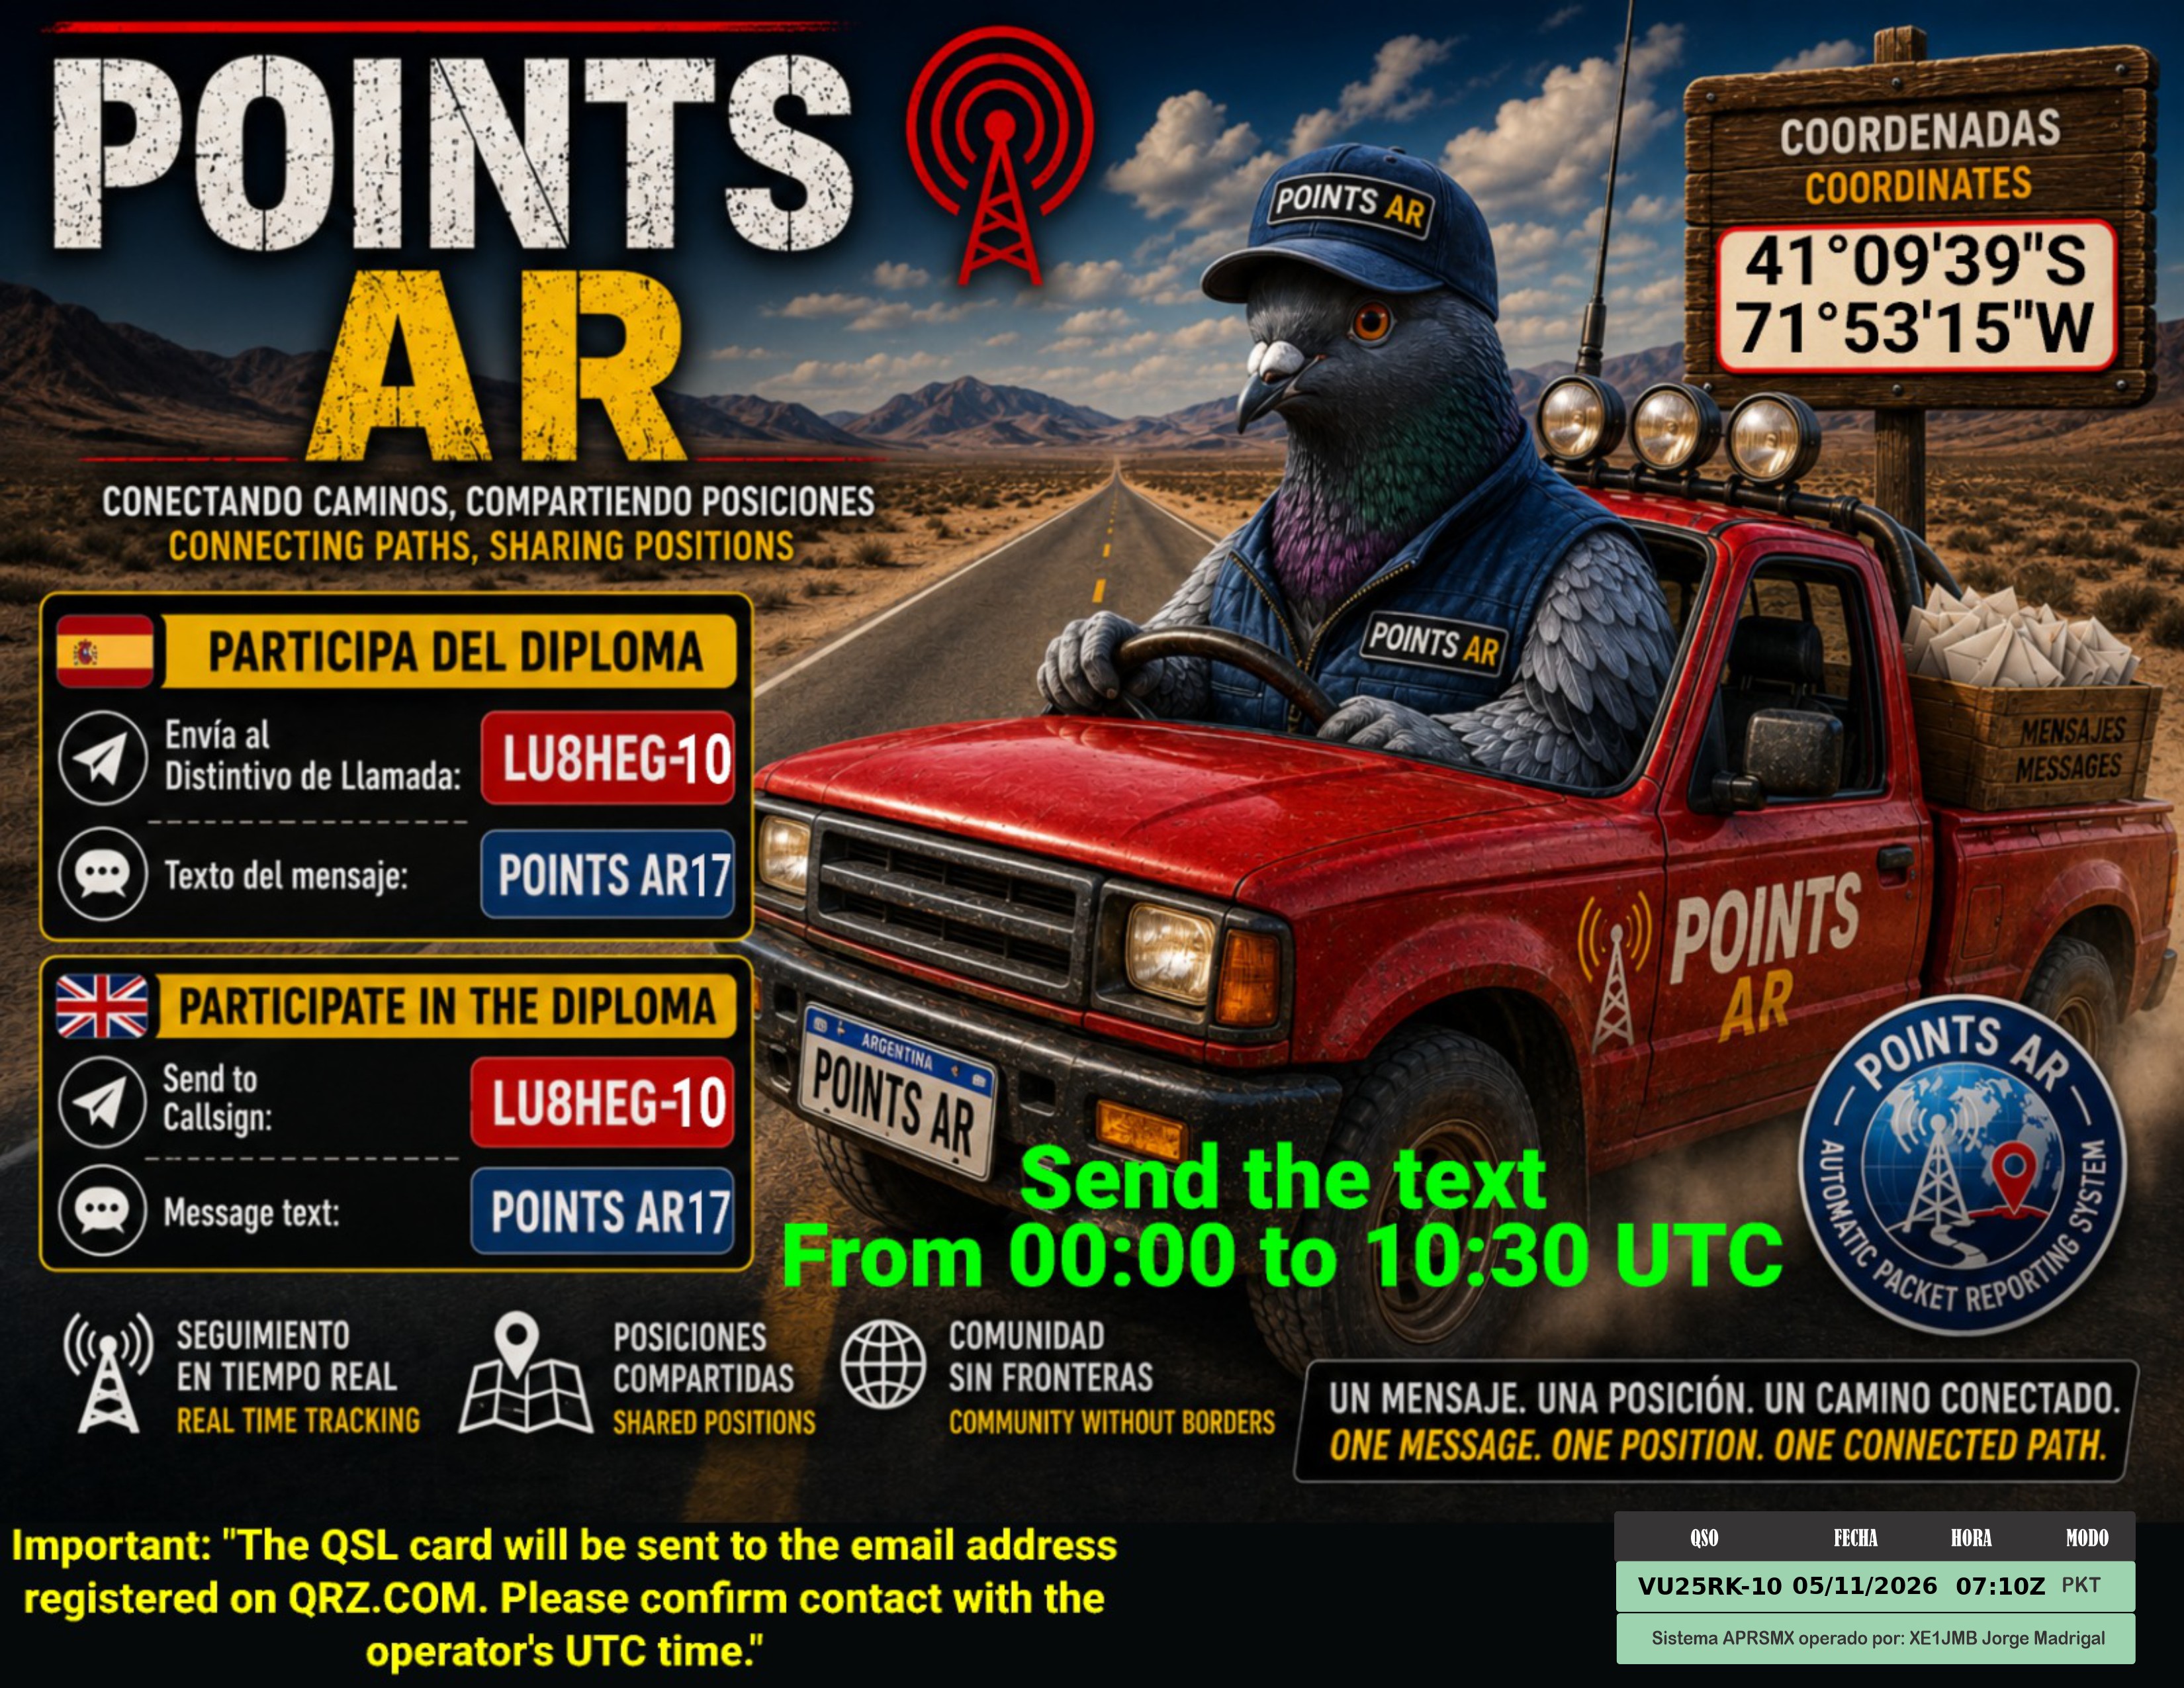 POINTS
AR
CONECTANDO CAMINOS, COMPARTIENDO POSICIONES
CONNECTING PATHS, SHARING POSITIONS
COORDENADAS
COORDINATES
41°09'39"S
71°53'15"W
POINTS AR
POINTS AR
MENSAJES
MESSAGES
PARTICIPA DEL DIPLOMA
Envía al
Distintivo de Llamada:
LU8HEG-10
Texto del mensaje:
POINTS AR17
PARTICIPATE IN THE DIPLOMA
Send to
Callsign:
LU8HEG-10
Message text:
POINTS AR17
ARGENTINA
POINTS AR
POINTS
AR
Send the text
From 00:00 to 10:30 UTC
POINTS AR
AUTOMATIC PACKET REPORTING SYSTEM
SEGUIMIENTO
EN TIEMPO REAL
REAL TIME TRACKING
POSICIONES
COMPARTIDAS
SHARED POSITIONS
COMUNIDAD
SIN FRONTERAS
COMMUNITY WITHOUT BORDERS
UN MENSAJE. UNA POSICIÓN. UN CAMINO CONECTADO.
ONE MESSAGE. ONE POSITION. ONE CONNECTED PATH.
Important: "The QSL card will be sent to the email address
registered on QRZ.COM. Please confirm contact with the
operator's UTC time."
QSO FECHA HORA MODO
VU25RK-10 05/11/2026 07:10Z PKT
Sistema APRSMX operado por: XE1JMB Jorge Madrigal